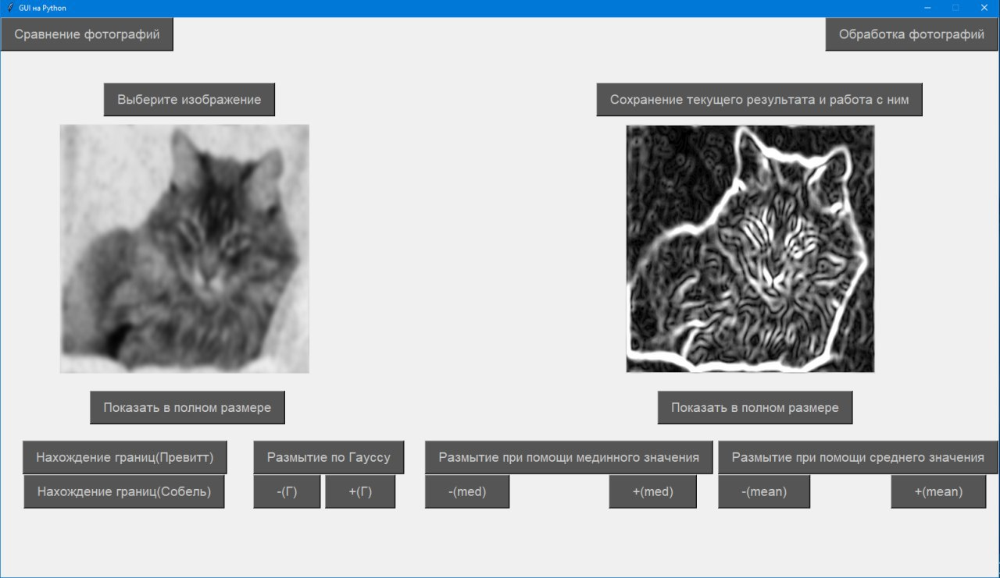 GUI на Python
Сравнение фотографий
Обработка фотографий
Выберите изображение
Сохранение текущего результата и работа с ним
Показать в полном размере
Показать в полном размере
Нахождение границ(Превитт)
Размытие по Гауссу
Размытие при помощи мединного значения
Размытие при помощи среднего значения
Нахождение границ(Собель)
-(Г)
+(Г)
-(med)
+(med)
-(mean)
+(mean)